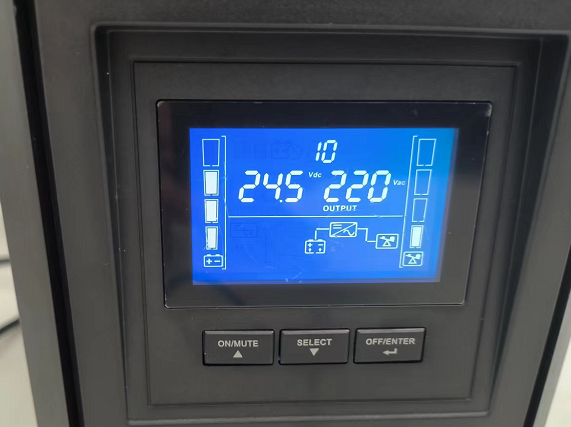 10
24.5 Vdc 220 Vac
OUTPUT
ON/MUTE
SELECT
OFF/ENTER